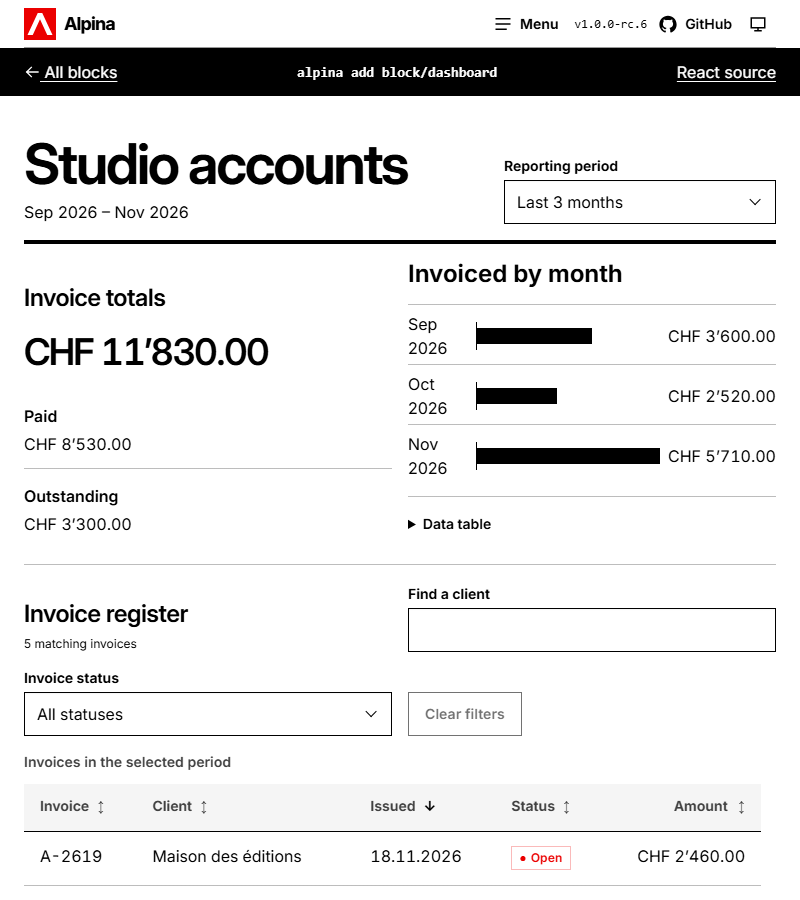 Alpina
Menu v1.0.0-rc.6 GitHub
← All blocks alpina add block/dashboard React source
Studio accounts
Sep 2026 – Nov 2026
Reporting period
Last 3 months
Invoice totals
CHF 11’830.00
Paid
CHF 8’530.00
Outstanding
CHF 3’300.00
Invoiced by month
Sep
2026
CHF 3’600.00
Oct
2026
CHF 2’520.00
Nov
2026
CHF 5’710.00
Data table
Invoice register
5 matching invoices
Find a client
Invoice status
All statuses
Clear filters
Invoices in the selected period
Invoice ↕ Client ↕ Issued ↓ Status ↕ Amount ↕
A-2619 Maison des éditions 18.11.2026 Open CHF 2’460.00